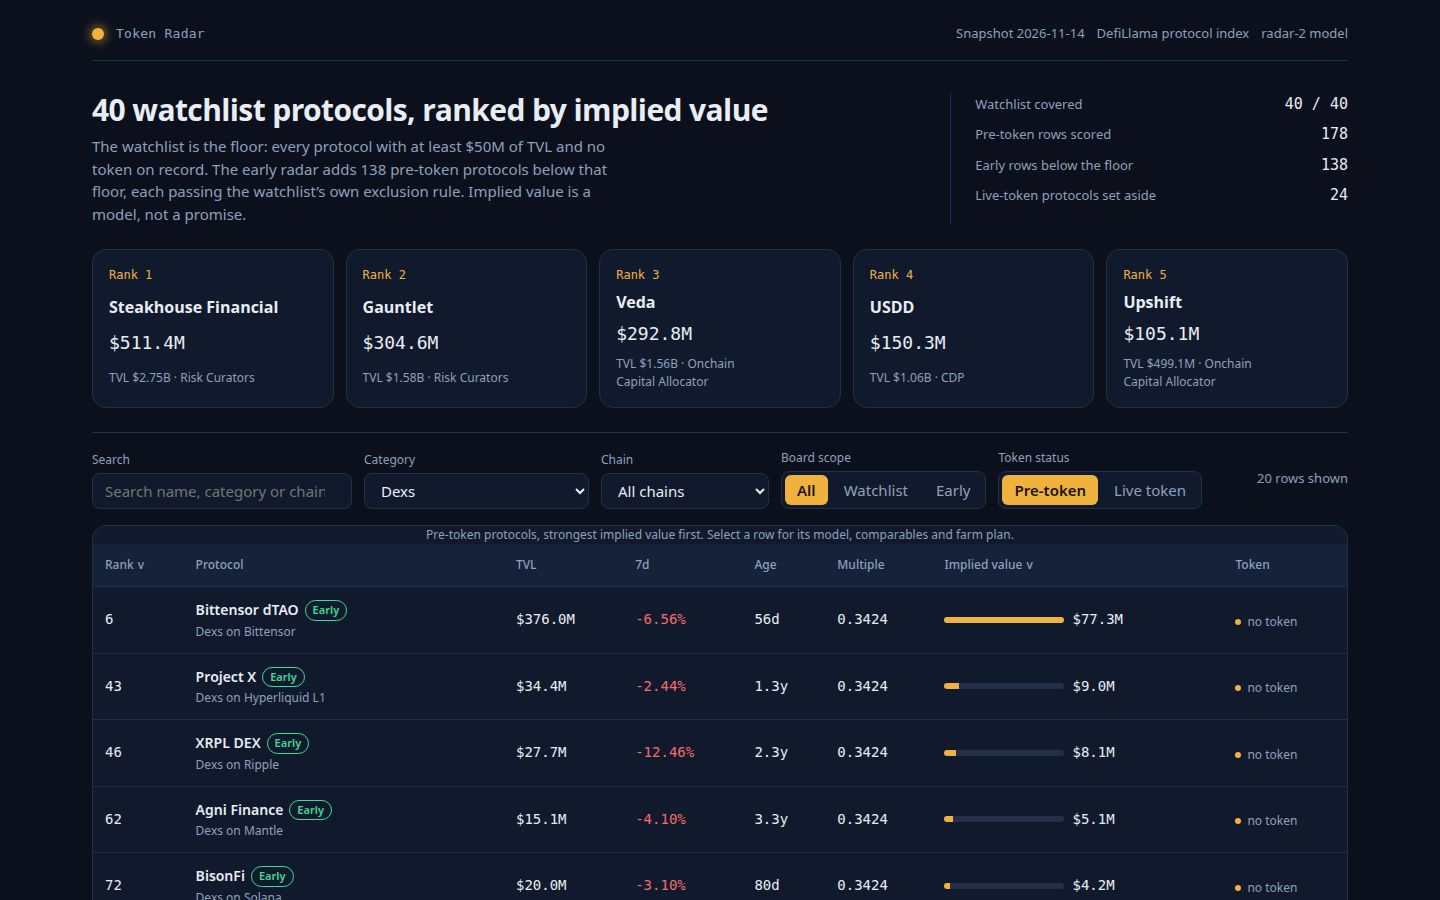 Token Radar
Snapshot 2026-11-14 DefiLlama protocol index radar-2 model
40 watchlist protocols, ranked by implied value
The watchlist is the floor: every protocol with at least $50M of TVL and no
token on record. The early radar adds 138 pre-token protocols below that
floor, each passing the watchlist’s own exclusion rule. Implied value is a
model, not a promise.
Watchlist covered 40 / 40
Pre-token rows scored 178
Early rows below the floor 138
Live-token protocols set aside 24
Rank 1
Steakhouse Financial
$511.4M
TVL $2.75B · Risk Curators
Rank 2
Gauntlet
$304.6M
TVL $1.58B · Risk Curators
Rank 3
Veda
$292.8M
TVL $1.56B · Onchain
Capital Allocator
Rank 4
USDD
$150.3M
TVL $1.06B · CDP
Rank 5
Upshift
$105.1M
TVL $499.1M · Onchain
Capital Allocator
Search
Search name, category or chain
Category
Dexs
Chain
All chains
Board scope
All Watchlist Early
Token status
Pre-token Live token
20 rows shown
Pre-token protocols, strongest implied value first. Select a row for its model, comparables and farm plan.
Rank v Protocol TVL 7d Age Multiple Implied value v Token
6 Bittensor dTAO Early $376.0M -6.56% 56d 0.3424 $77.3M no token
Dexs on Bittensor
43 Project X Early $34.4M -2.44% 1.3y 0.3424 $9.0M no token
Dexs on Hyperliquid L1
46 XRPL DEX Early $27.7M -12.46% 2.3y 0.3424 $8.1M no token
Dexs on Ripple
62 Agni Finance Early $15.1M -4.10% 3.3y 0.3424 $5.1M no token
Dexs on Mantle
72 BisonFi Early $20.0M -3.10% 80d 0.3424 $4.2M no token
Dexs on Solana